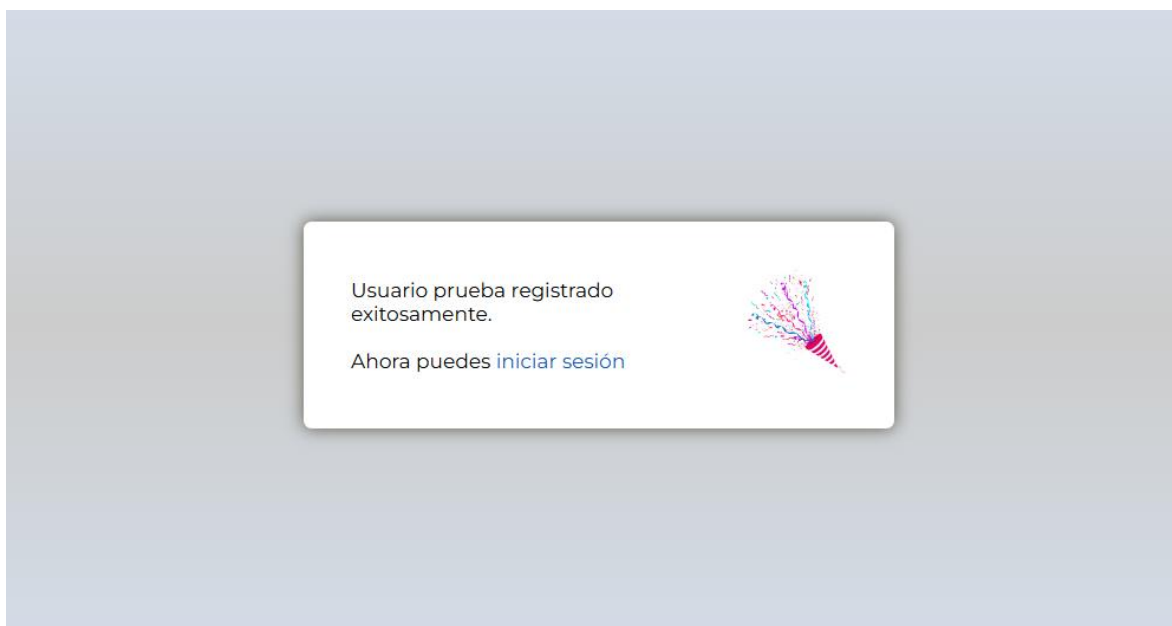 Usuario prueba registrado
exitosamente.
Ahora puedes iniciar sesión